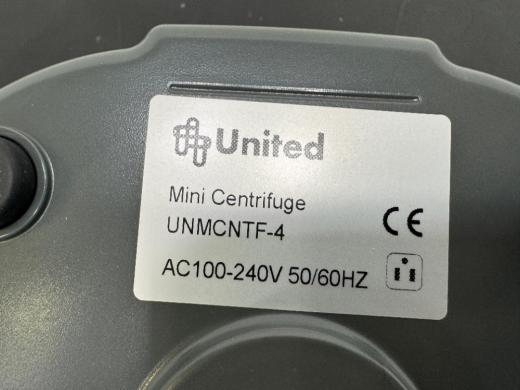 United
Mini Centrifuge
UNMCNTF-4
CE
AC100-240V 50/60HZ